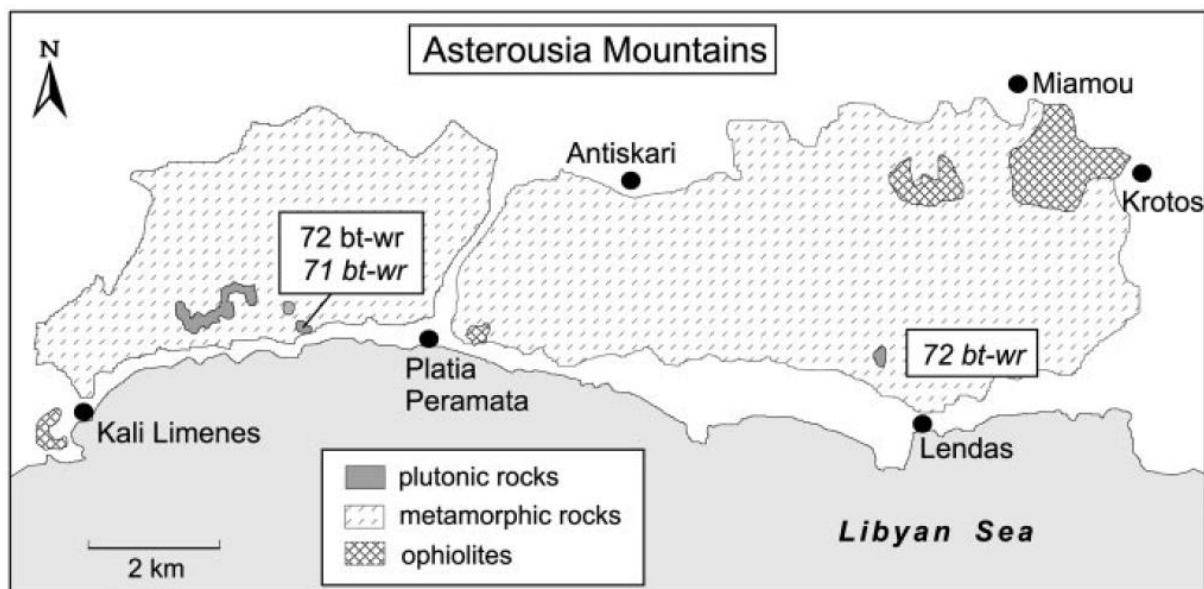 Asterousia Mountains
N
Miamou
Antiskari
Krotos
72 bt-wr
71 bt-wr
72 bt-wr
Platia
Peramata
Kali Limenes
Lendas
plutonic rocks
metamorphic rocks
ophiolites
Libyan Sea
2 km